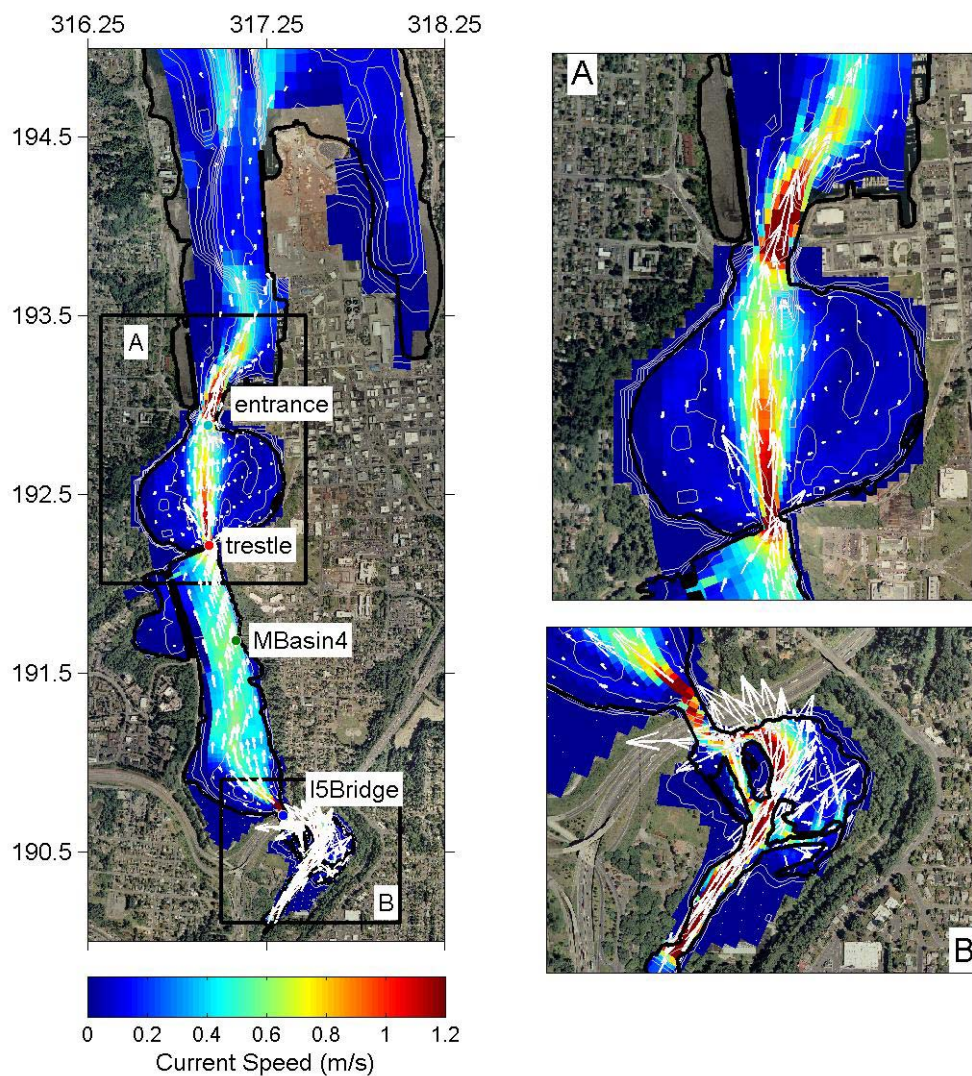 316.25 317.25 318.25
194.5
193.5
192.5
191.5
190.5
A
entrance
trestle
MBasin4
I5Bridge
B
0 0.2 0.4 0.6 0.8 1 1.2
Current Speed (m/s)
A
B